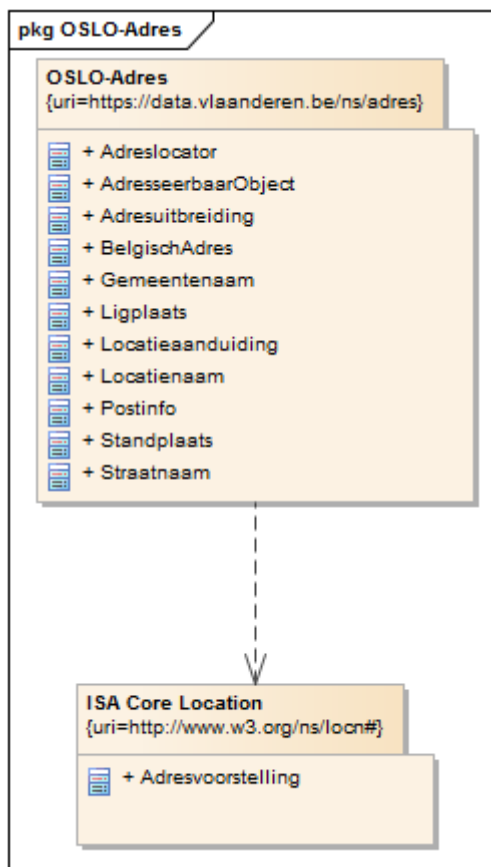 pkg OSLO-Adres
OSLO-Adres
{uri=https://data.vlaanderen.be/ns/adres}
+ Adreslocator
+ AdresseerbaarObject
+ Adresuitbreiding
+ BelgischAdres
+ Gemeentenaam
+ Ligplaats
+ Locatieaanduiding
+ Locatienaam
+ Postinfo
+ Standplaats
+ Straatnaam
ISA Core Location
{uri=http://www.w3.org/ns/locn#}
+ Adresvoorstelling